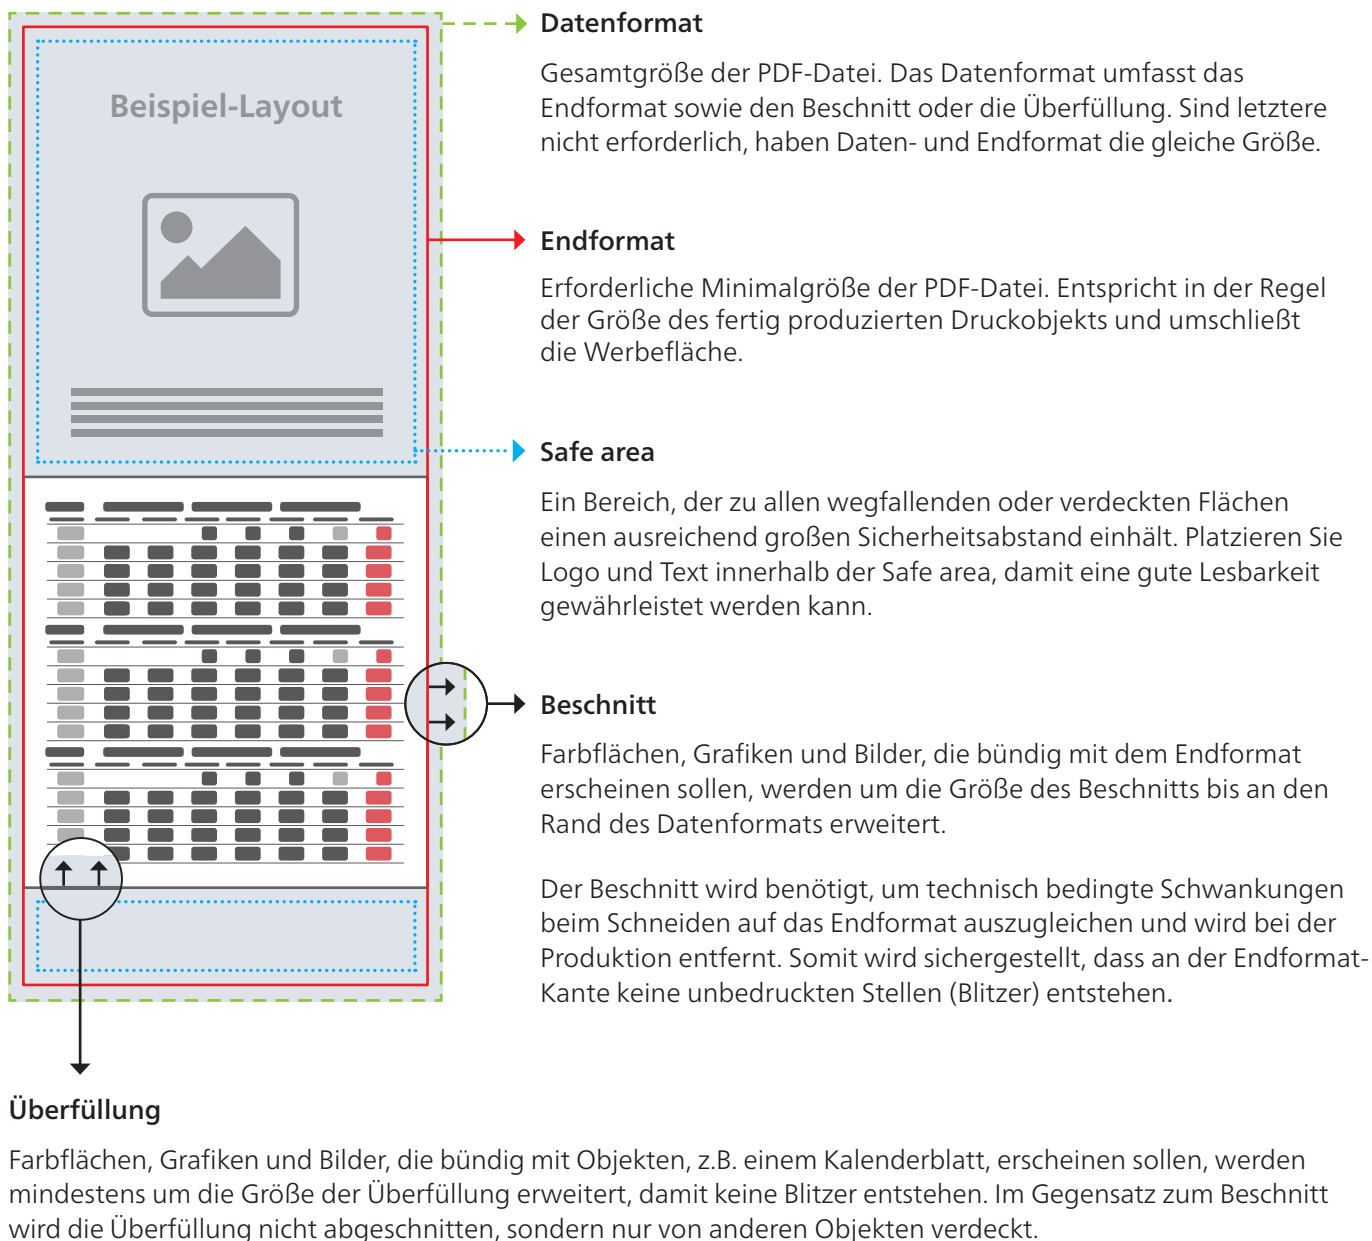 Beispiel-Layout
Datenformat
Gesamtgröße der PDF-Datei. Das Datenformat umfasst das
Endformat sowie den Beschnitt oder die Überfüllung. Sind letztere
nicht erforderlich, haben Daten- und Endformat die gleiche Größe.
Endformat
Erforderliche Minimalgröße der PDF-Datei. Entspricht in der Regel
der Größe des fertig produzierten Druckobjekts und umschließt
die Werbefläche.
Safe area
Ein Bereich, der zu allen wegfallenden oder verdeckten Flächen
einen ausreichend großen Sicherheitsabstand einhält. Platzieren Sie
Logo und Text innerhalb der Safe area, damit eine gute Lesbarkeit
gewährleistet werden kann.
Beschnitt
Farbflächen, Grafiken und Bilder, die bündig mit dem Endformat
erscheinen sollen, werden um die Größe des Beschnitts bis an den
Rand des Datenformats erweitert.
Der Beschnitt wird benötigt, um technisch bedingte Schwankungen
beim Schneiden auf das Endformat auszugleichen und wird bei der
Produktion entfernt. Somit wird sichergestellt, dass an der Endformat-
Kante keine unbedruckten Stellen (Blitzer) entstehen.
Überfüllung
Farbflächen, Grafiken und Bilder, die bündig mit Objekten, z.B. einem Kalenderblatt, erscheinen sollen, werden
mindestens um die Größe der Überfüllung erweitert, damit keine Blitzer entstehen. Im Gegensatz zum Beschnitt
wird die Überfüllung nicht abgeschnitten, sondern nur von anderen Objekten verdeckt.